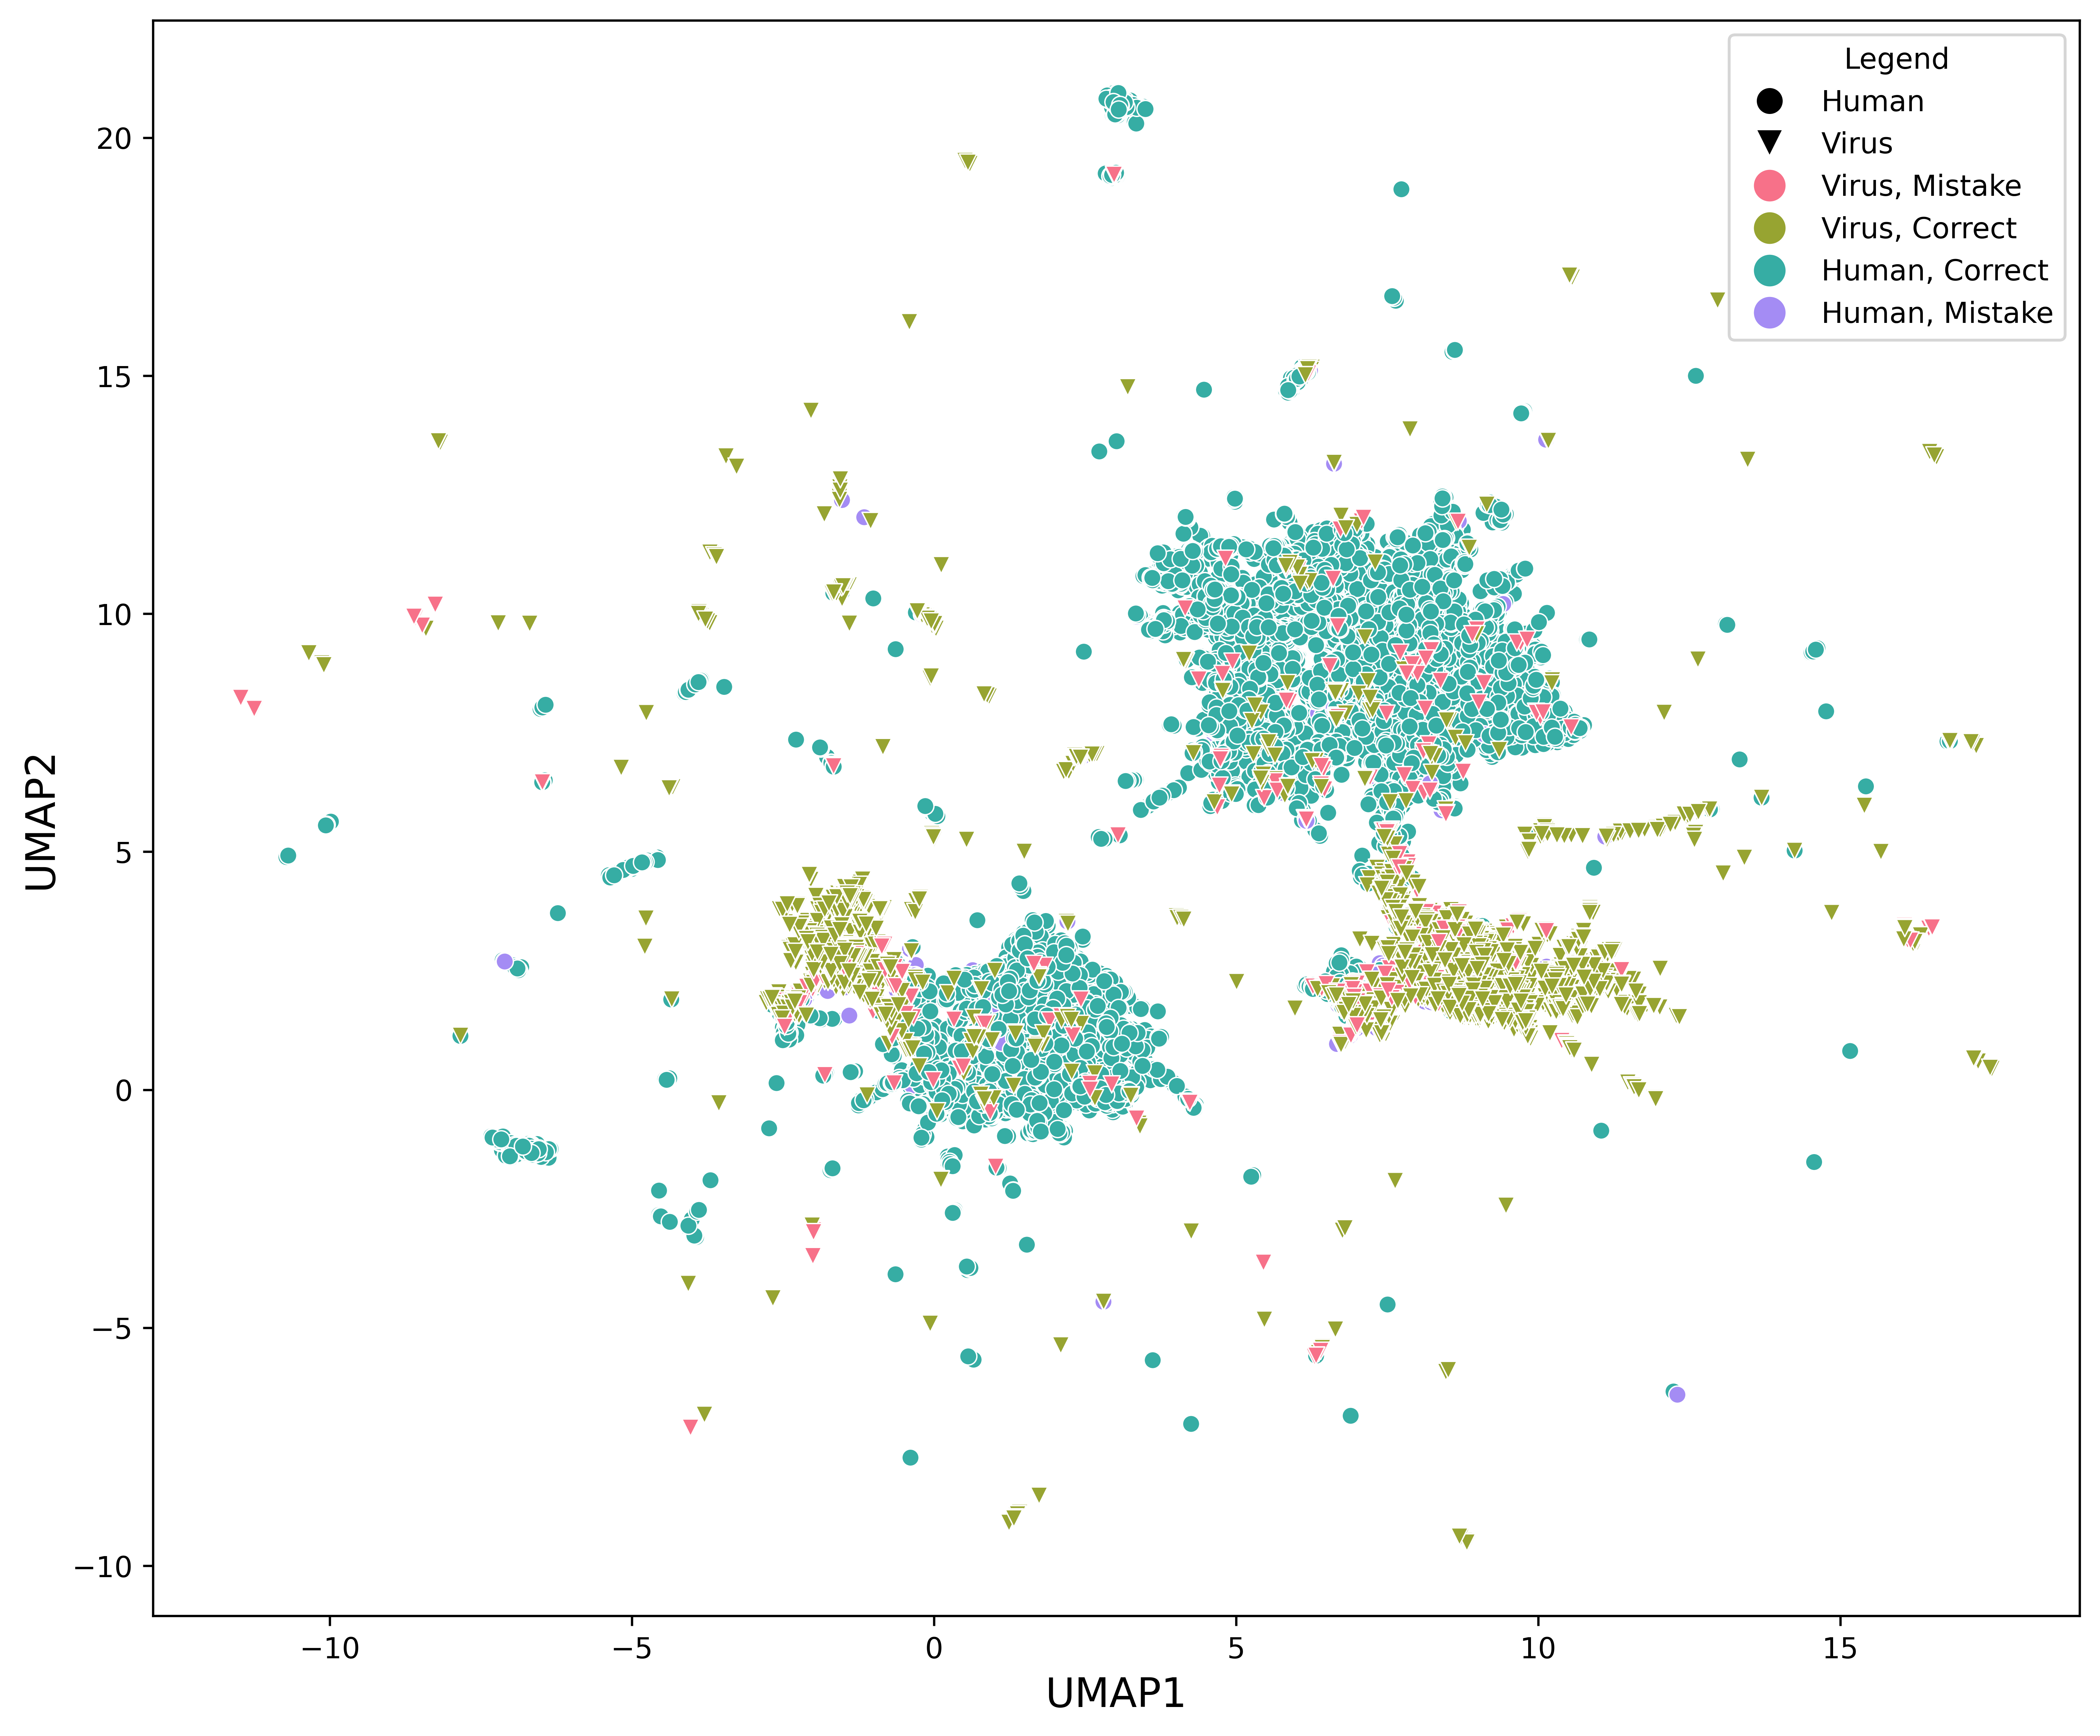 Legend
Human
Virus
Virus, Mistake
Virus, Correct
Human, Correct
Human, Mistake
20
15
10
5
0
−5
−10
UMAP2
−10
−5
0
5
10
15
UMAP1